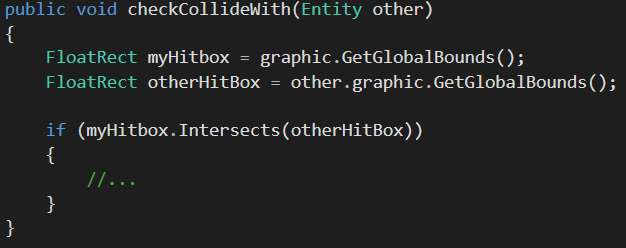 public void checkCollideWith(Entity other)
{
    FloatRect myHitbox = graphic.GetGlobalBounds();
    FloatRect otherHitBox = other.graphic.GetGlobalBounds();

    if (myHitbox.Intersects(otherHitBox))
    {
        //...
    }
}